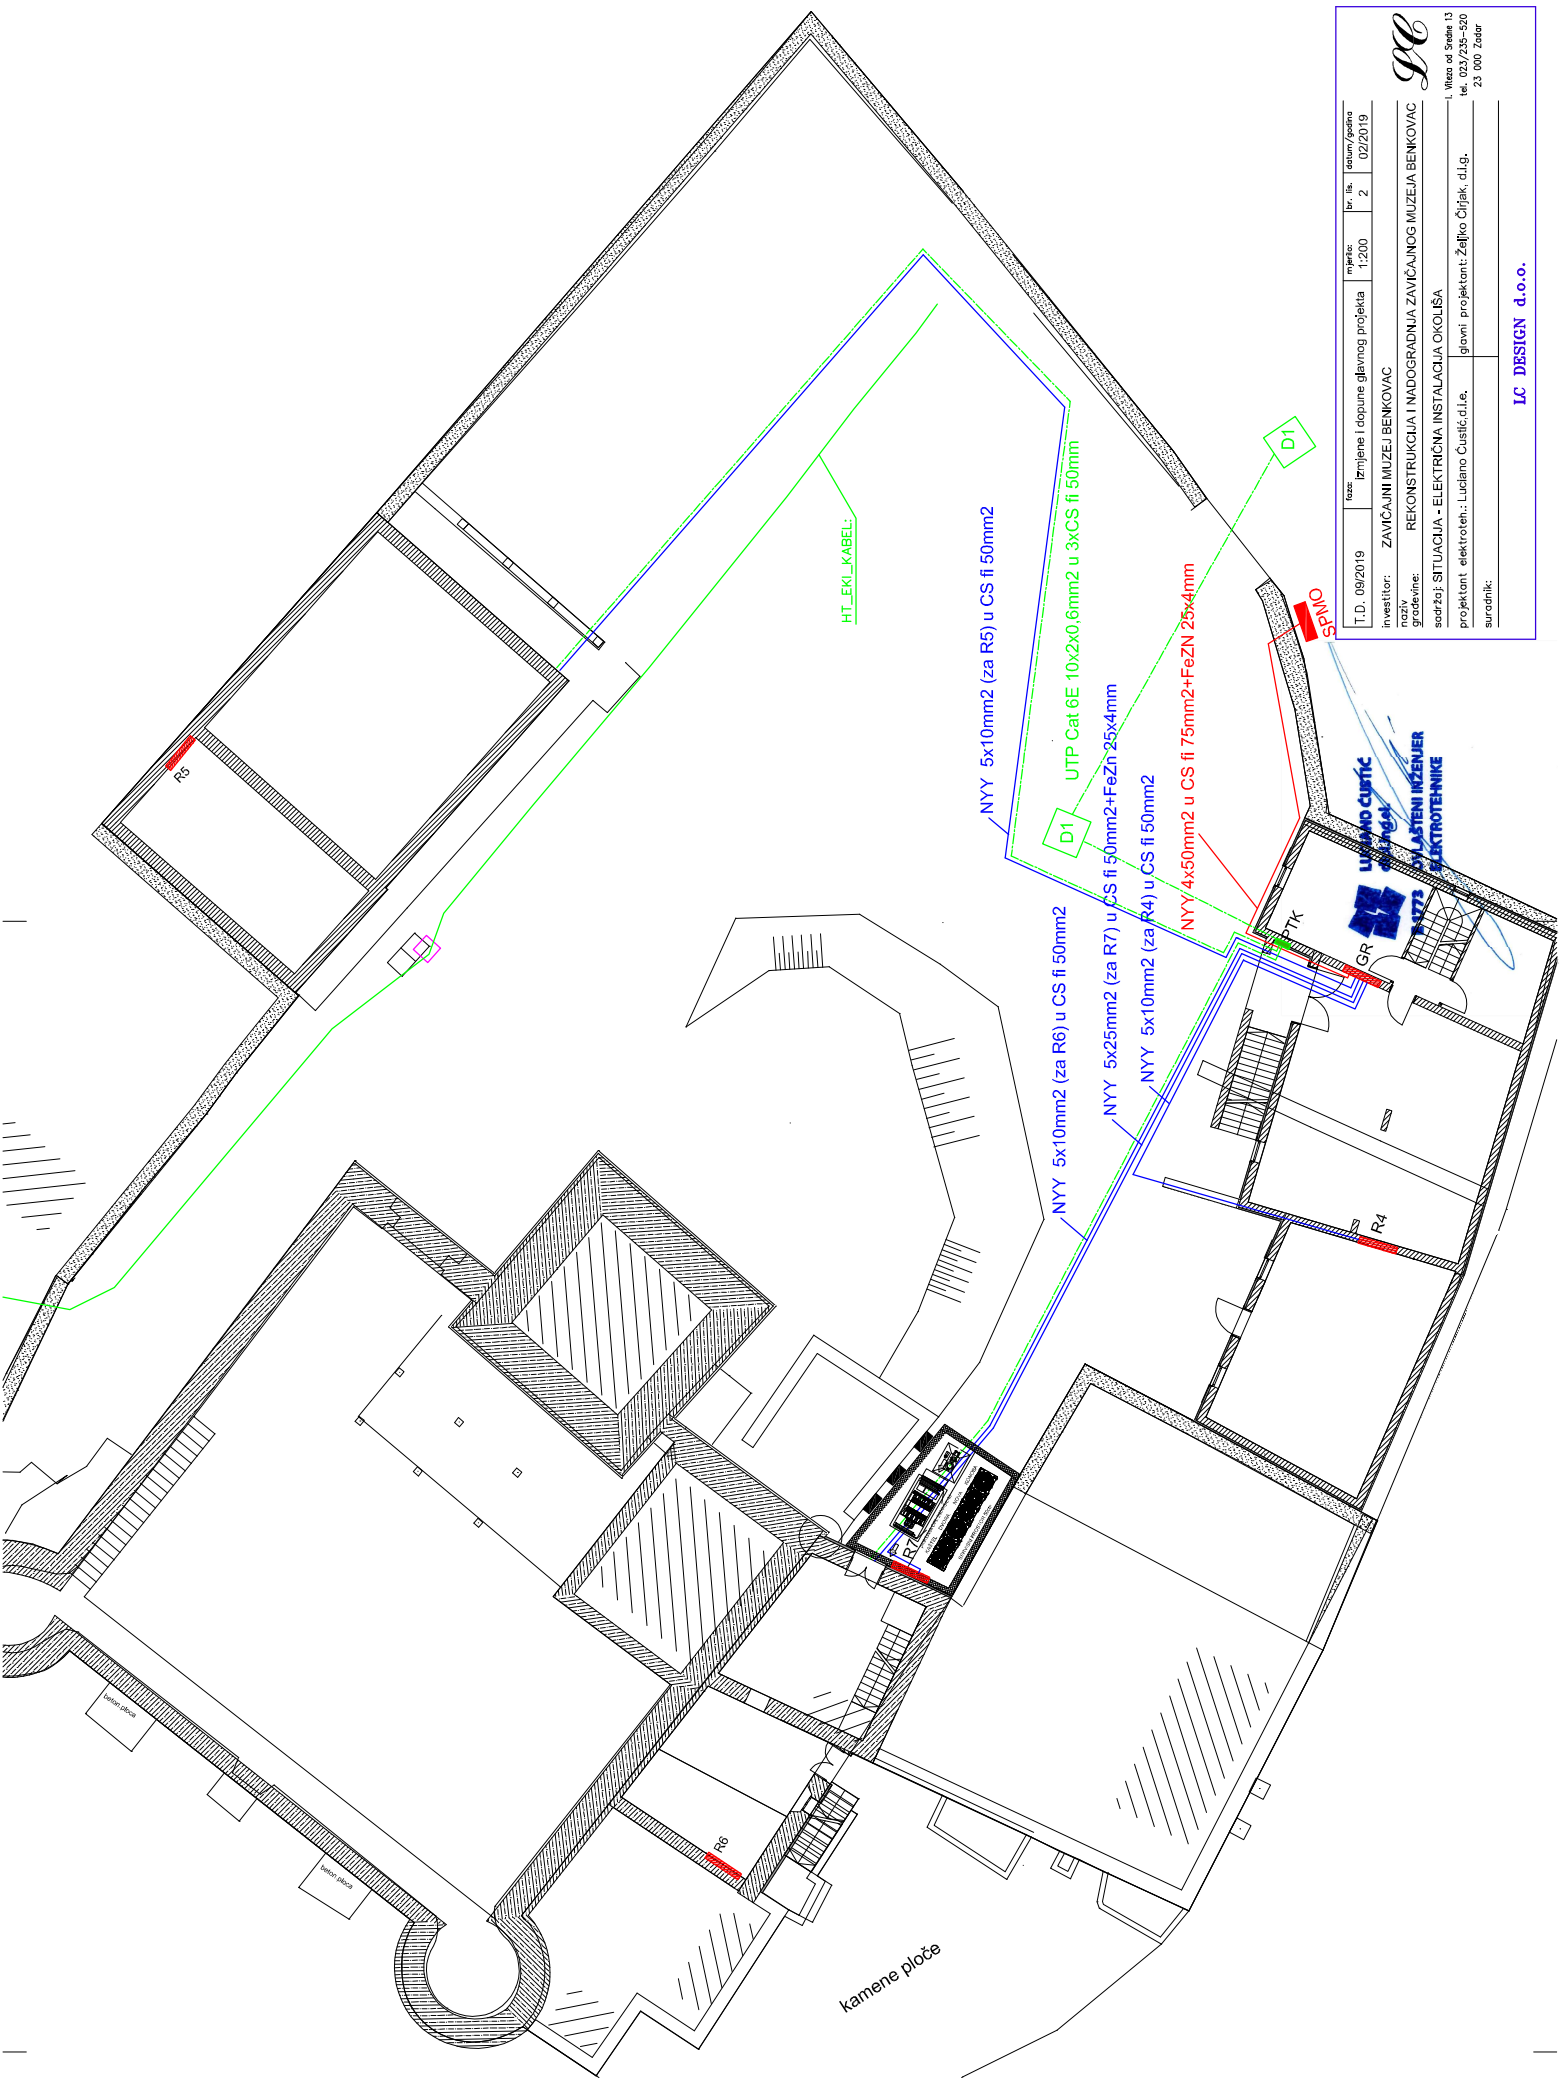 T.D. 09/2019
faza:
izmjene i dopune glavnog projekta
mjerilo:
1:200
br. lis.
2
datum/godina
02/2019
investitor: ZAVIČAJNI MUZEJ BENKOVAC
naziv
građevine: REKONSTRUKCIJA I NADOGRADNJA ZAVIČAJNOG MUZEJA BENKOVAC
sadržaj: SITUACIJA - ELEKTRIČNA INSTALACIJA OKOLIŠA
projektant elektroteh.: Luciano Ćustić,d.i.e.
glavni projektant: Željko Čirjak, d.i.g.
suradnik:
LC
I. Viteza od Sredne 13
tel. 023/235-520
23 000 Zadar
LC DESIGN d.o.o.
HT_EKI_KABEL:
NYY 5x10mm2 (za R5) u CS fi 50mm2
UTP Cat 6E 10x2x0,6mm2 u 3xCS fi 50mm
NYY 5x10mm2 (za R6) u CS fi 50mm2
NYY 5x25mm2 (za R7) u CS fi 50mm2+FeZn 25x4mm
NYY 5x10mm2 (za R4) u CS fi 50mm2
NYY 4x50mm2 u CS fi 75mm2+FeZN 25x4mm
D1
D1
SPMO
PTK
GR
R4
R5
R6
R7
LUCIANO ĆUSTIĆ
OVLAŠTENI INŽENJER
ELEKTROTEHNIKE
E 1773
beton.ploca
beton.ploca
kamene ploče